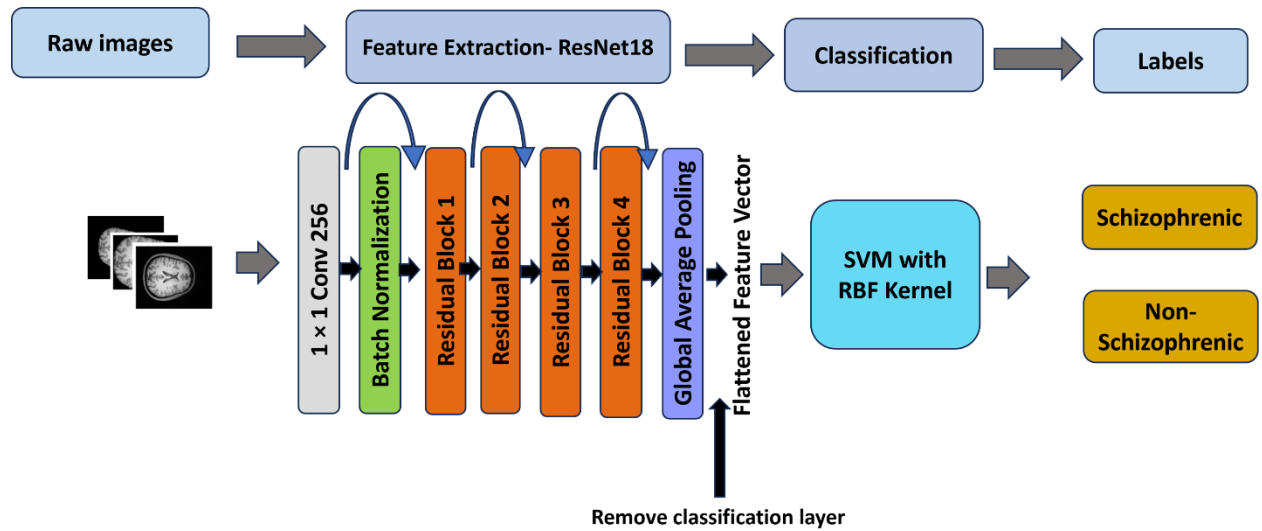 Raw images
Feature Extraction- ResNet18
Classification
Labels
1 × 1 Conv 256
Batch Normalization
Residual Block 1
Residual Block 2
Residual Block 3
Residual Block 4
Global Average Pooling
Flattened Feature Vector
SVM with
RBF Kernel
Schizophrenic
Non-
Schizophrenic
Remove classification layer